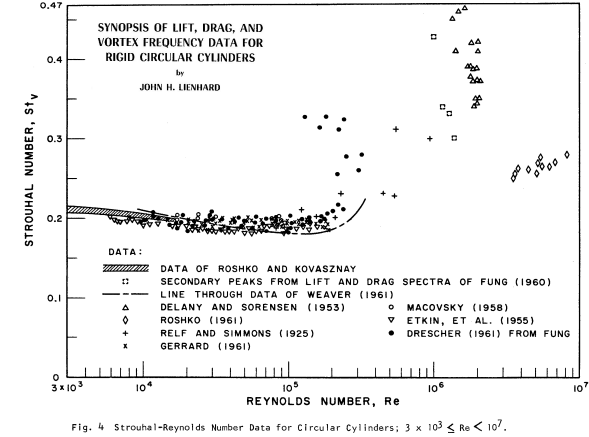 SYNOPSIS OF LIFT, DRAG, AND
VORTEX FREQUENCY DATA FOR
RIGID CIRCULAR CYLINDERS
by
JOHN H. LIENHARD
STROUHAL NUMBER, Stv
0.47
0.4
0.3
0.2
0.1
0
DATA:
DATA OF ROSHKO AND KOVASZNAY
SECONDARY PEAKS FROM LIFT AND DRAG SPECTRA OF FUNG (1960)
LINE THROUGH DATA OF WEAVER (1961)
DELANY AND SORENSEN (1953)
ROSHKO (1961)
RELF AND SIMMONS (1925)
GERRARD (1961)
MACOVSKY (1958)
ETKIN, ET AL. (1955)
DRESCHER (1961) FROM FUNG
3x10³ 10⁴ 10⁵ 10⁶ 10⁷
REYNOLDS NUMBER, Re
Fig. 4 Strouhal-Reynolds Number Data for Circular Cylinders; 3 x 10³ ≤ Re < 10⁷.